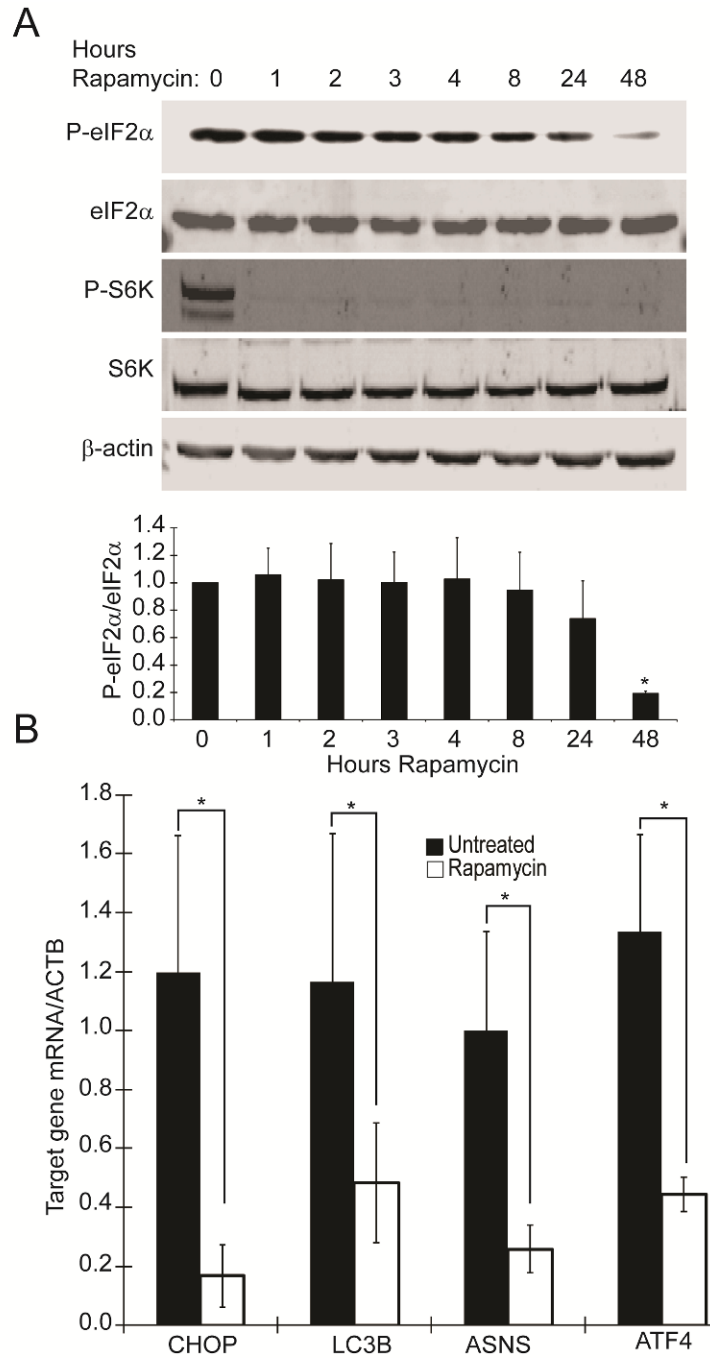 A
Hours
Rapamycin: 0 1 2 3 4 8 24 48
P-eIF2α
eIF2α
P-S6K
S6K
β-actin
P-eIF2α/eIF2α
1.4
1.2
1.0
0.8
0.6
0.4
0.2
0.0
*
0 1 2 3 4 8 24 48
Hours Rapamycin
B
Target gene mRNA/ACTB
1.8
1.6
1.4
1.2
1.0
0.8
0.6
0.4
0.2
0.0
* * * *
Untreated
Rapamycin
CHOP LC3B ASNS ATF4